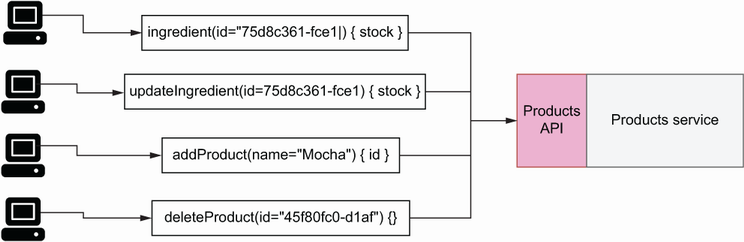 ingredient(id="75d8c361-fce1|) { stock }
updateIngredient(id=75d8c361-fce1) { stock }
addProduct(name="Mocha") { id }
deleteProduct(id="45f80fc0-d1af") {}
Products
API
Products service